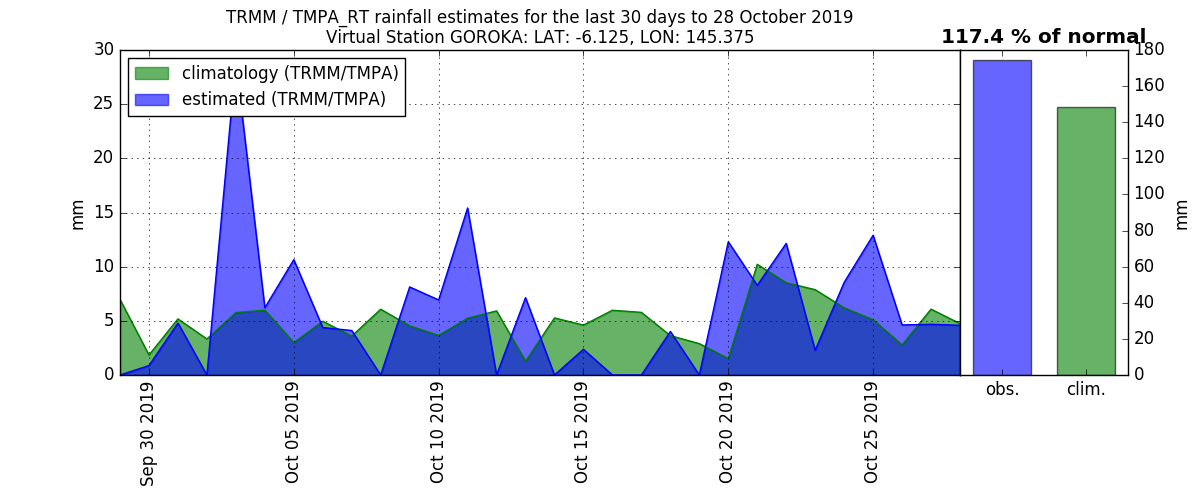 TRMM / TMPA_RT rainfall estimates for the last 30 days to 28 October 2019
Virtual Station GOROKA: LAT: -6.125, LON: 145.375
117.4 % of normal
climatology (TRMM/TMPA)
estimated (TRMM/TMPA)
30
25
20
15
10
5
0
mm
Sep 30 2019
Oct 05 2019
Oct 10 2019
Oct 15 2019
Oct 20 2019
Oct 25 2019
obs.
clim.
180
160
140
120
100
80
60
40
20
0
mm